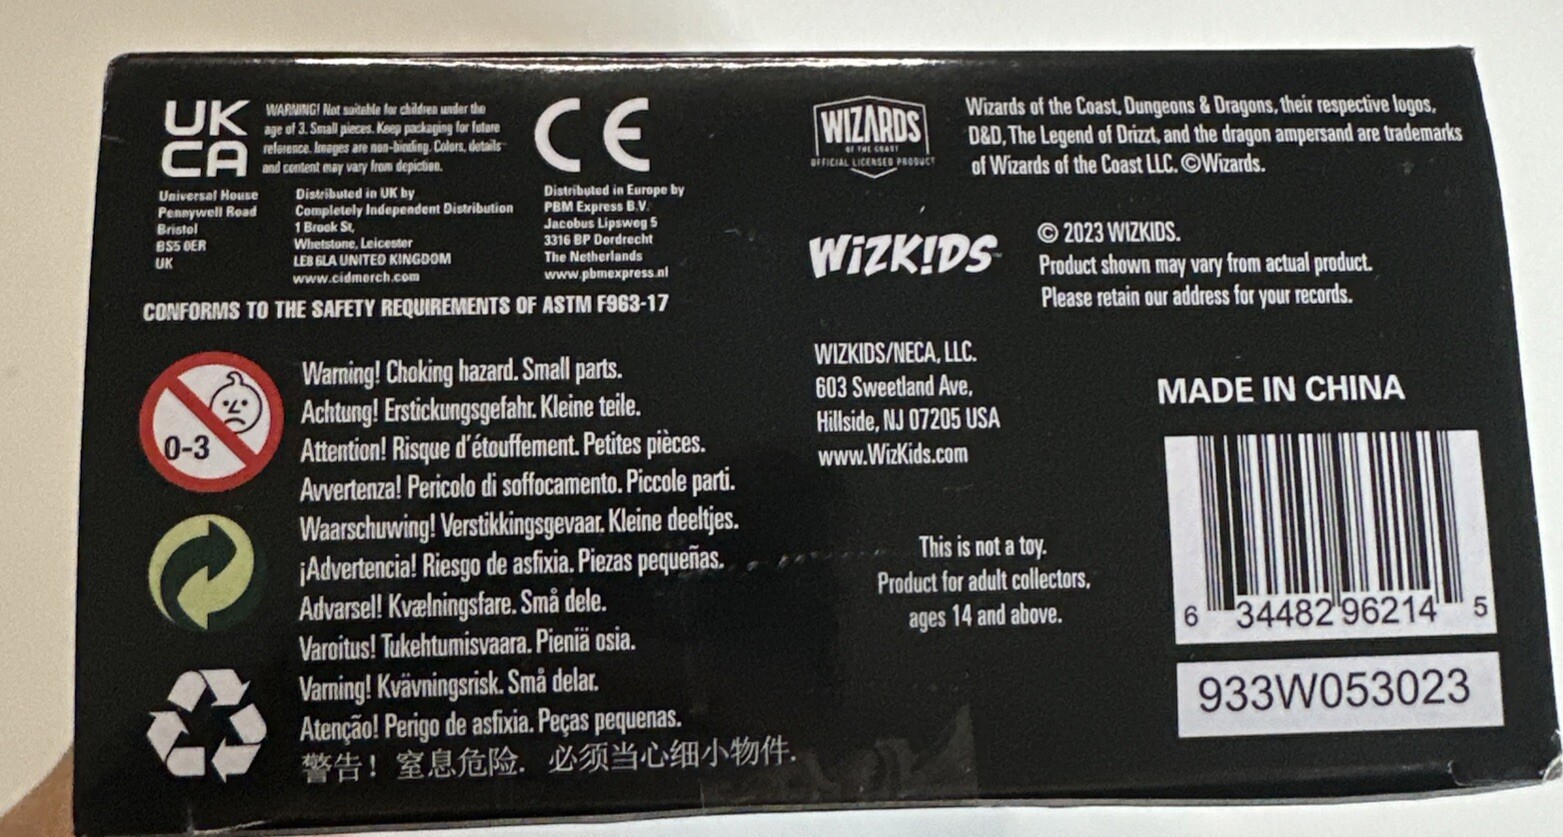 UK
CA
WARNING! Not suitable for children under the
age of 3. Small pieces. Keep packaging for future
reference. Images are non-binding. Colors, details
and content may vary from depiction.
CE
Universal House
Pennywell Road
Bristol
BS5 0ER
UK
Distributed in UK by
Completely Independent Distribution
1 Brook St,
Whetstone, Leicester
LE8 6LA UNITED KINGDOM
www.cidmerch.com
Distributed in Europe by
PBM Express B.V.
Jacobus Lipsweg 5
3316 BP Dordrecht
The Netherlands
www.pbmexpress.nl
CONFORMS TO THE SAFETY REQUIREMENTS OF ASTM F963-17
0-3
Warning! Choking hazard. Small parts.
Achtung! Erstickungsgefahr. Kleine teile.
Attention! Risque d'étouffement. Petites pièces.
Avvertenza! Pericolo di soffocamento. Piccole parti.
Waarschuwing! Verstikkingsgevaar. Kleine deeltjes.
¡Advertencia! Riesgo de asfixia. Piezas pequeñas.
Advarsel! Kvælningsfare. Små dele.
Varoitus! Tukehtumisvaara. Pieniä osia.
Varning! Kvävningsrisk. Små delar.
Atenção! Perigo de asfixia. Peças pequenas.
警告！窒息危险. 必须当心细小物件.
WIZARDS
OF THE COAST
OFFICIAL LICENSED PRODUCT
Wizards of the Coast, Dungeons & Dragons, their respective logos,
D&D, The Legend of Drizzt, and the dragon ampersand are trademarks
of Wizards of the Coast LLC. ©Wizards.
WIZK!DS™
© 2023 WIZKIDS.
Product shown may vary from actual product.
Please retain our address for your records.
WIZKIDS/NECA, LLC.
603 Sweetland Ave,
Hillside, NJ 07205 USA
www.WizKids.com
This is not a toy.
Product for adult collectors,
ages 14 and above.
MADE IN CHINA
6 34482 96214 5
933W053023